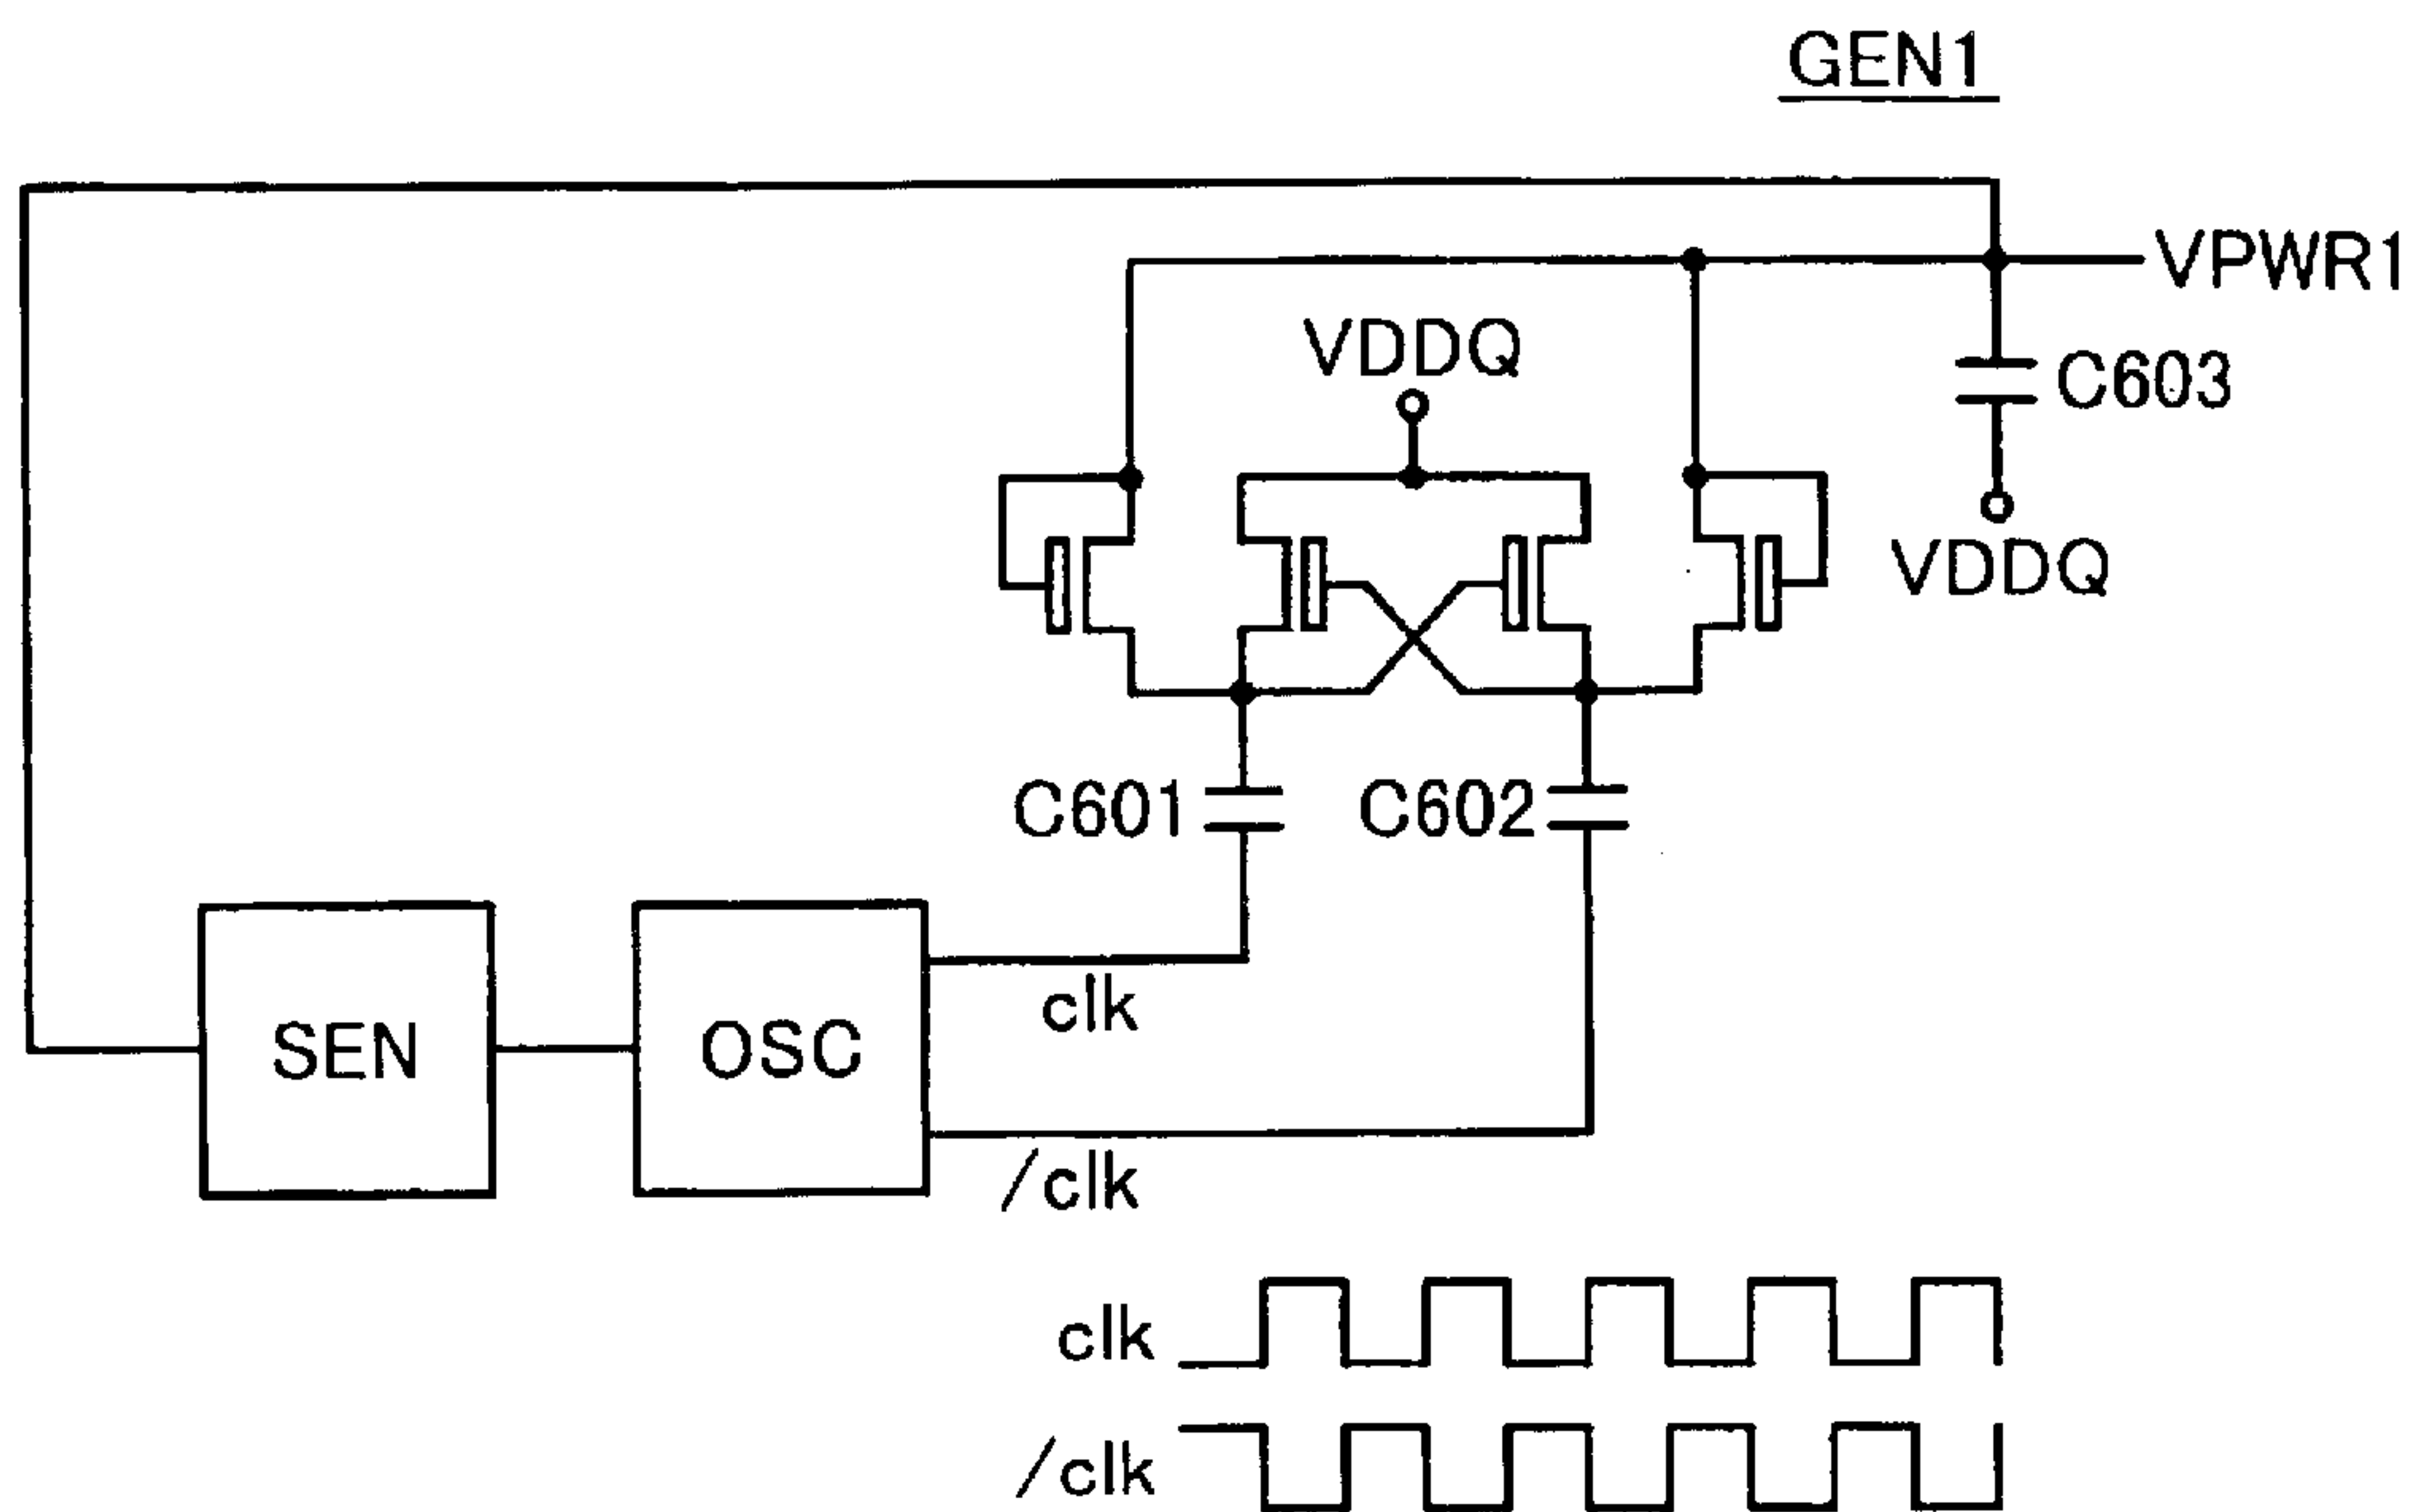 GEN1
VPWR1
VDDQ
C603
VDDQ
C601
C602
SEN
OSC
clk
/clk
clk
/clk